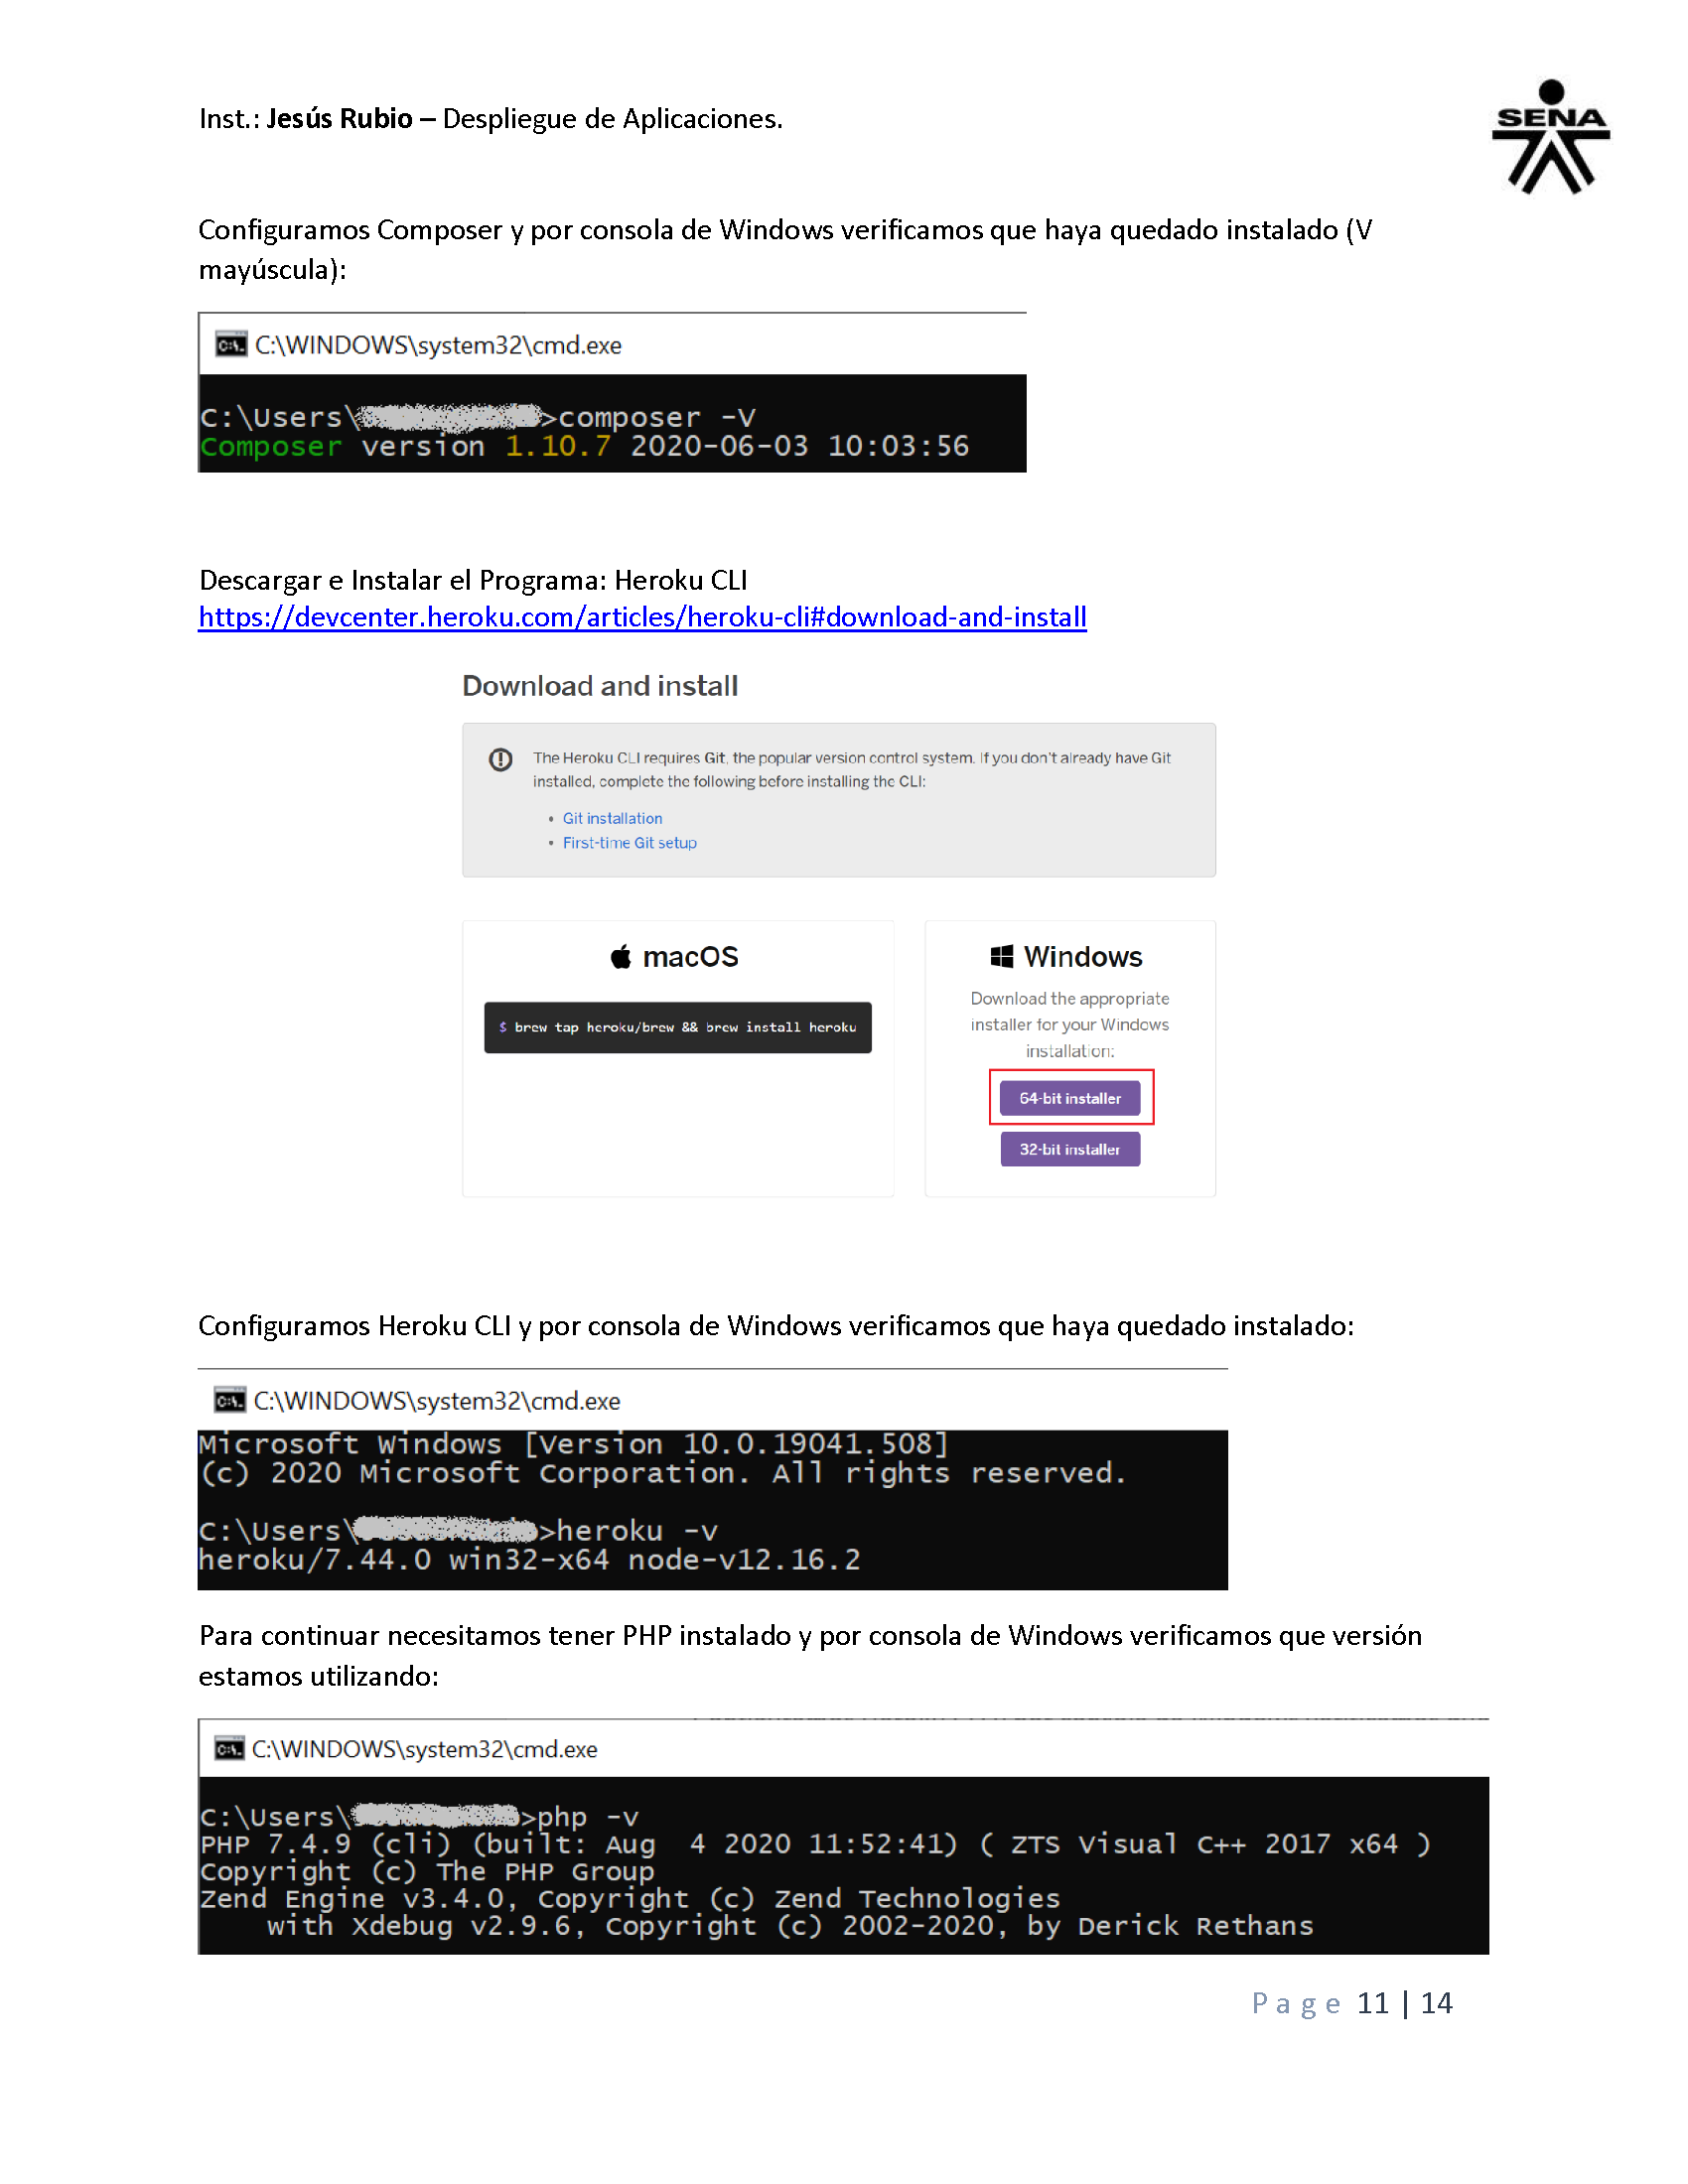 Inst.: Jesús Rubio – Despliegue de Aplicaciones.
SENA
Configuramos Composer y por consola de Windows verificamos que haya quedado instalado (V
mayúscula):
C:\WINDOWS\system32\cmd.exe
C:\Users\ >composer -V
Composer version 1.10.7 2020-06-03 10:03:56
Descargar e Instalar el Programa: Heroku CLI
https://devcenter.heroku.com/articles/heroku-cli#download-and-install
Download and install
The Heroku CLI requires Git, the popular version control system. If you don't already have Git
installed, complete the following before installing the CLI:
• Git installation
• First-time Git setup
macOS
$ brew tap heroku/brew && brew install heroku
Windows
Download the appropriate
installer for your Windows
installation:
64-bit installer
32-bit installer
Configuramos Heroku CLI y por consola de Windows verificamos que haya quedado instalado:
C:\WINDOWS\system32\cmd.exe
Microsoft Windows [Version 10.0.19041.508]
(c) 2020 Microsoft Corporation. All rights reserved.
C:\Users\ >heroku -v
heroku/7.44.0 win32-x64 node-v12.16.2
Para continuar necesitamos tener PHP instalado y por consola de Windows verificamos que versión
estamos utilizando:
C:\WINDOWS\system32\cmd.exe
C:\Users\ >php -v
PHP 7.4.9 (cli) (built: Aug  4 2020 11:52:41) ( ZTS Visual C++ 2017 x64 )
Copyright (c) The PHP Group
Zend Engine v3.4.0, Copyright (c) Zend Technologies
    with Xdebug v2.9.6, Copyright (c) 2002-2020, by Derick Rethans
Page 11 | 14